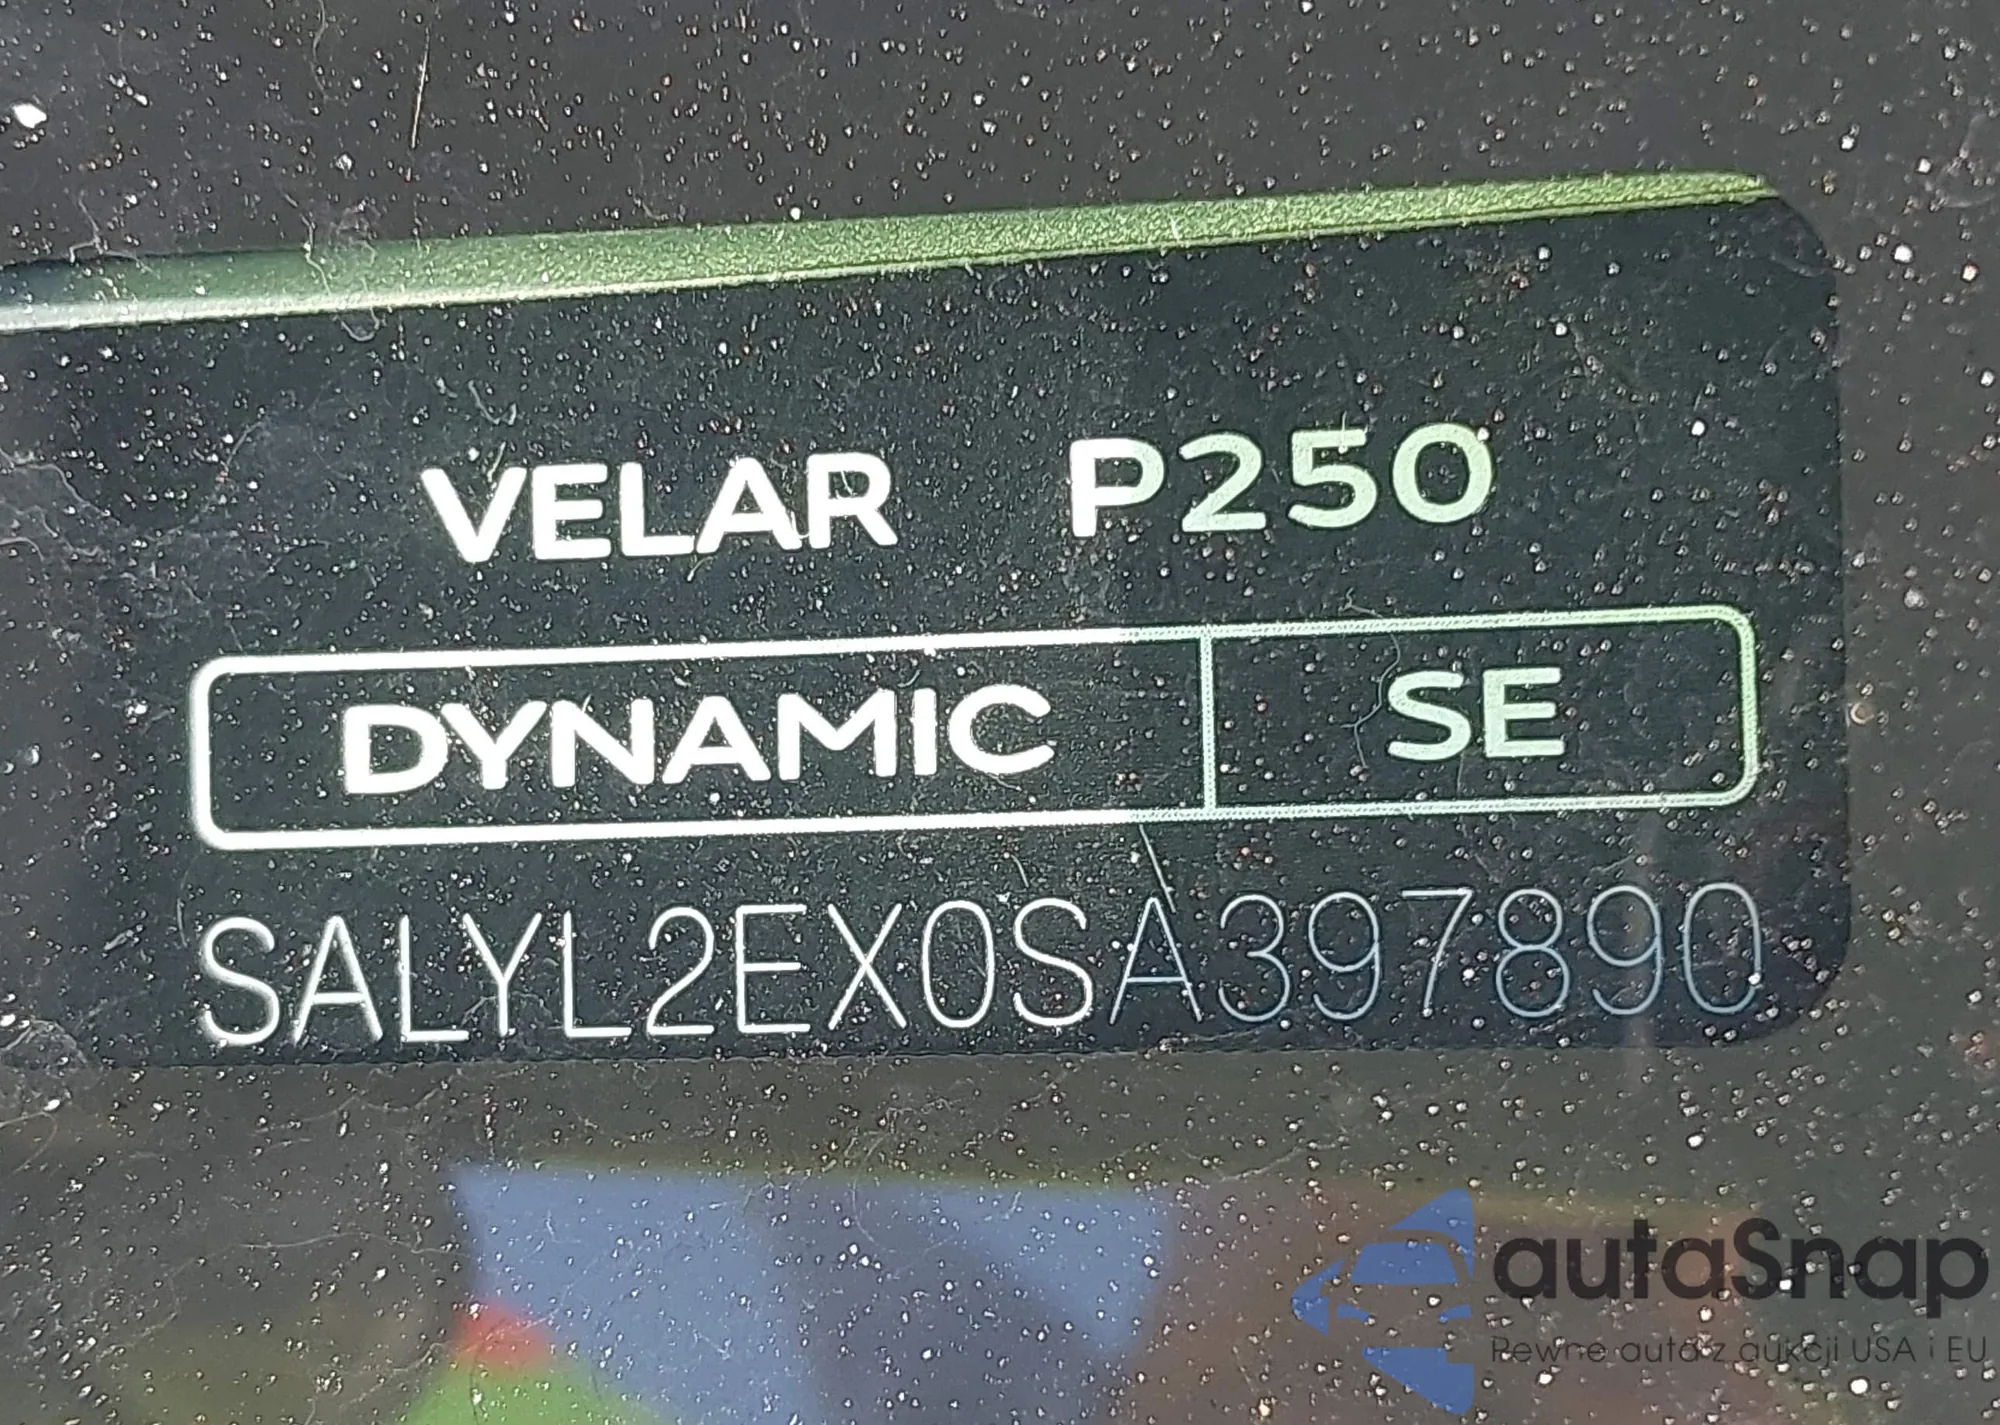 VELAR P250
DYNAMIC SE
SALYL2EX0SA397890
autaSnap
Pewne auta z aukcji USA i EU